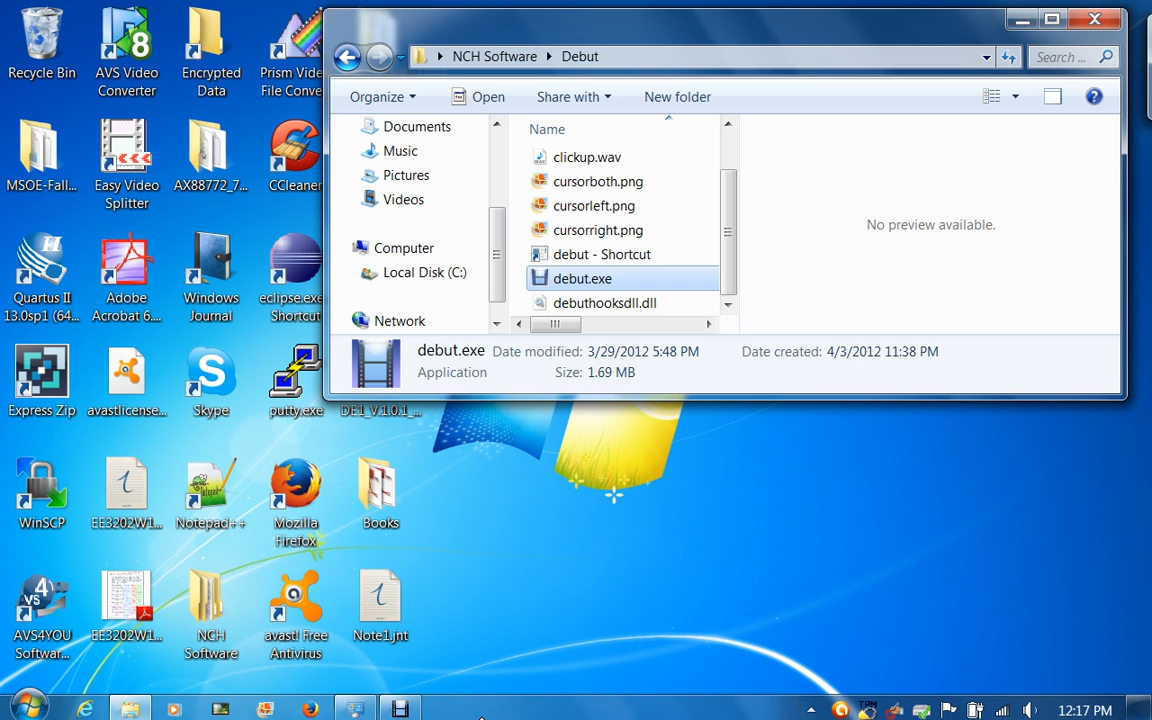 Recycle Bin
AVS Video
Converter
Encrypted
Data
Prism Vide...
File Conve...
MSOE-Fall...
Easy Video
Splitter
AX88772_7...
CCleaner
Quartus II
13.0sp1 (64...
Adobe
Acrobat 6....
Windows
Journal
eclipse.exe
Shortcut
Express Zip
avastlicense...
Skype
putty.exe
DE1_V.1.0.1_...
WinSCP
EE3202W1...
Notepad++
Mozilla
Firefox
Books
AVS4YOU
Softwar...
EE3202W1...
NCH
Software
avast! Free
Antivirus
Note1.jnt
NCH Software
Debut
Search ...
Organize
Open
Share with
New folder
Documents
Music
Pictures
Videos
Computer
Local Disk (C:)
Network
Name
clickup.wav
cursorboth.png
cursorleft.png
cursorright.png
debut - Shortcut
debut.exe
debuthooksdll.dll
No preview available.
debut.exe Date modified: 3/29/2012 5:48 PM Date created: 4/3/2012 11:38 PM
Application Size: 1.69 MB
12:17 PM